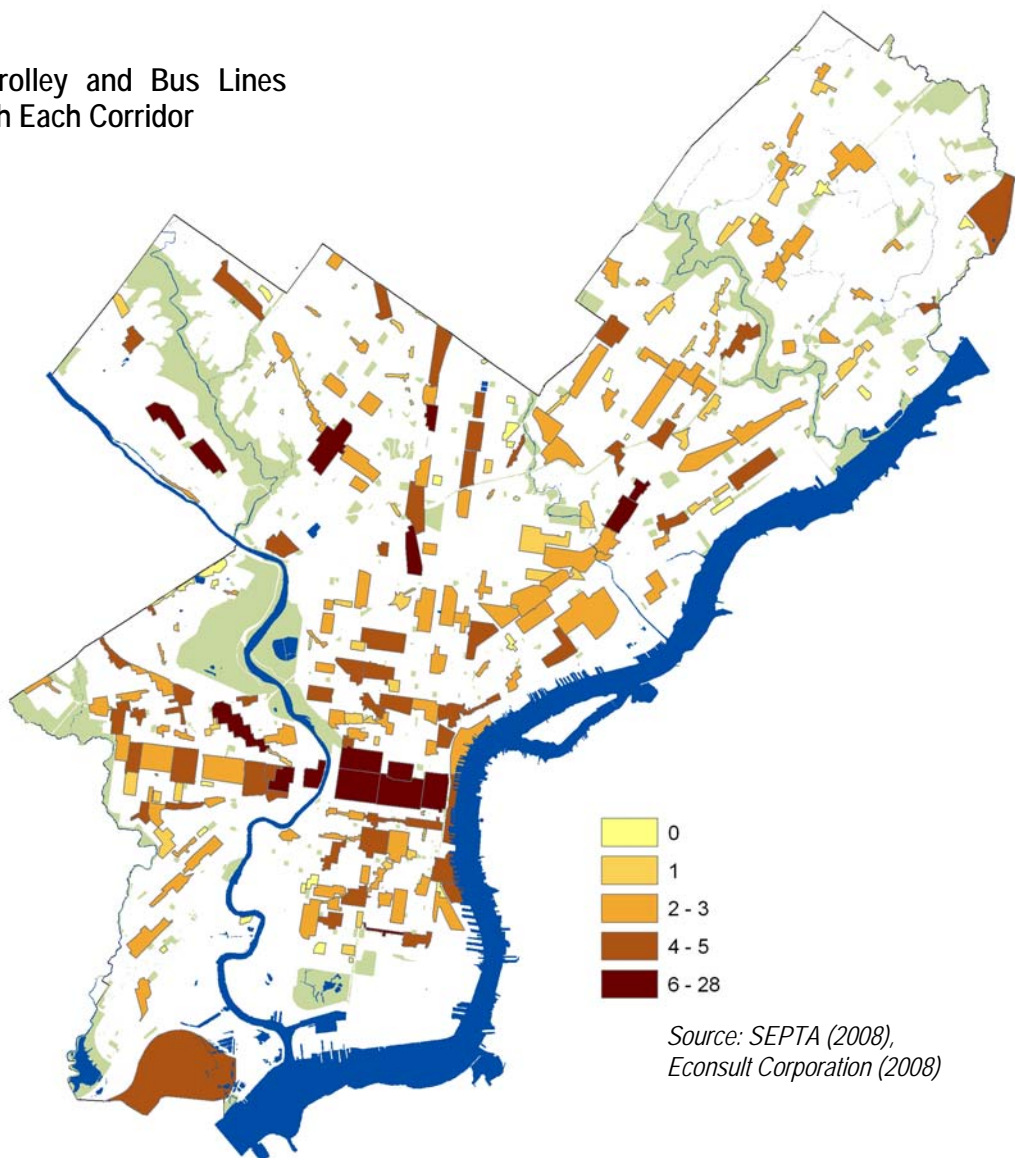 rolley and Bus Lines
h Each Corridor
0
1
2 - 3
4 - 5
6 - 28
Source: SEPTA (2008),
Econsult Corporation (2008)